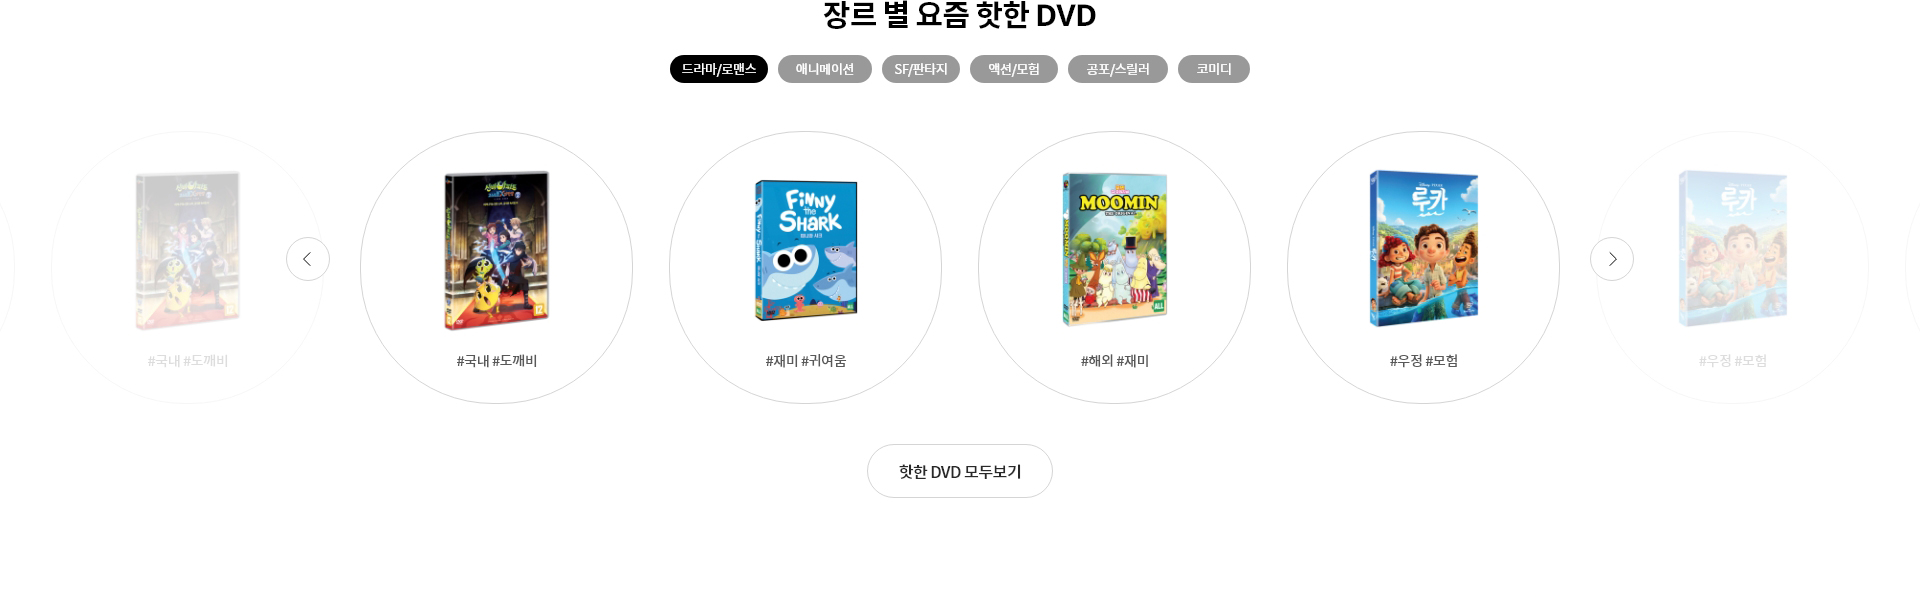 장르 별 요즘 핫한 DVD
드라마/로맨스
애니메이션
SF/판타지
액션/모험
공포/스릴러
코미디
FiNNY
the
SHARK
MOOMIN
루카
루카
#국내 #도깨비
#국내 #도깨비
#재미 #귀여움
#해외 #재미
#우정 #모험
#우정 #모험
핫한 DVD 모두보기